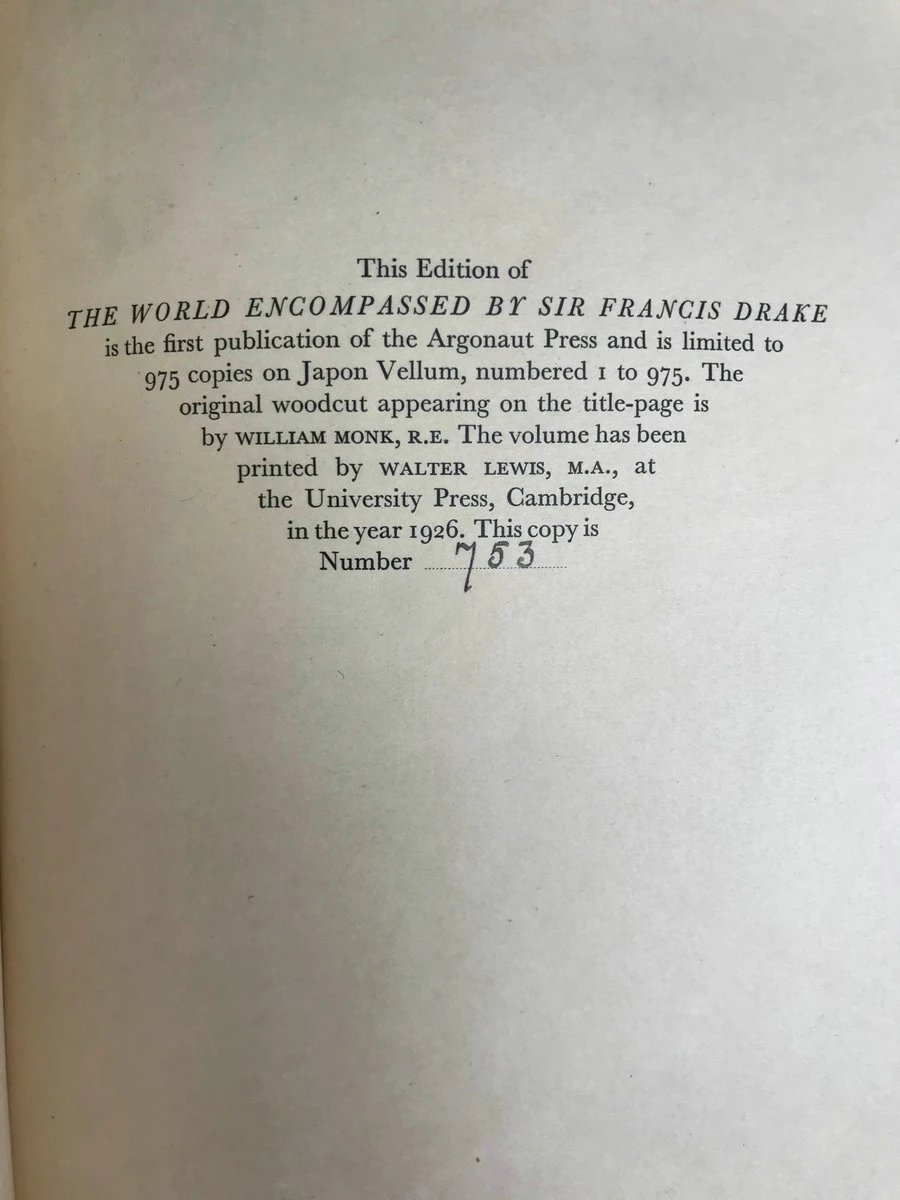 This Edition of
THE WORLD ENCOMPASSED BY SIR FRANCIS DRAKE
is the first publication of the Argonaut Press and is limited to
975 copies on Japon Vellum, numbered 1 to 975. The
original woodcut appearing on the title-page is
by WILLIAM MONK, R.E. The volume has been
printed by WALTER LEWIS, M.A., at
the University Press, Cambridge,
in the year 1926. This copy is
Number 753